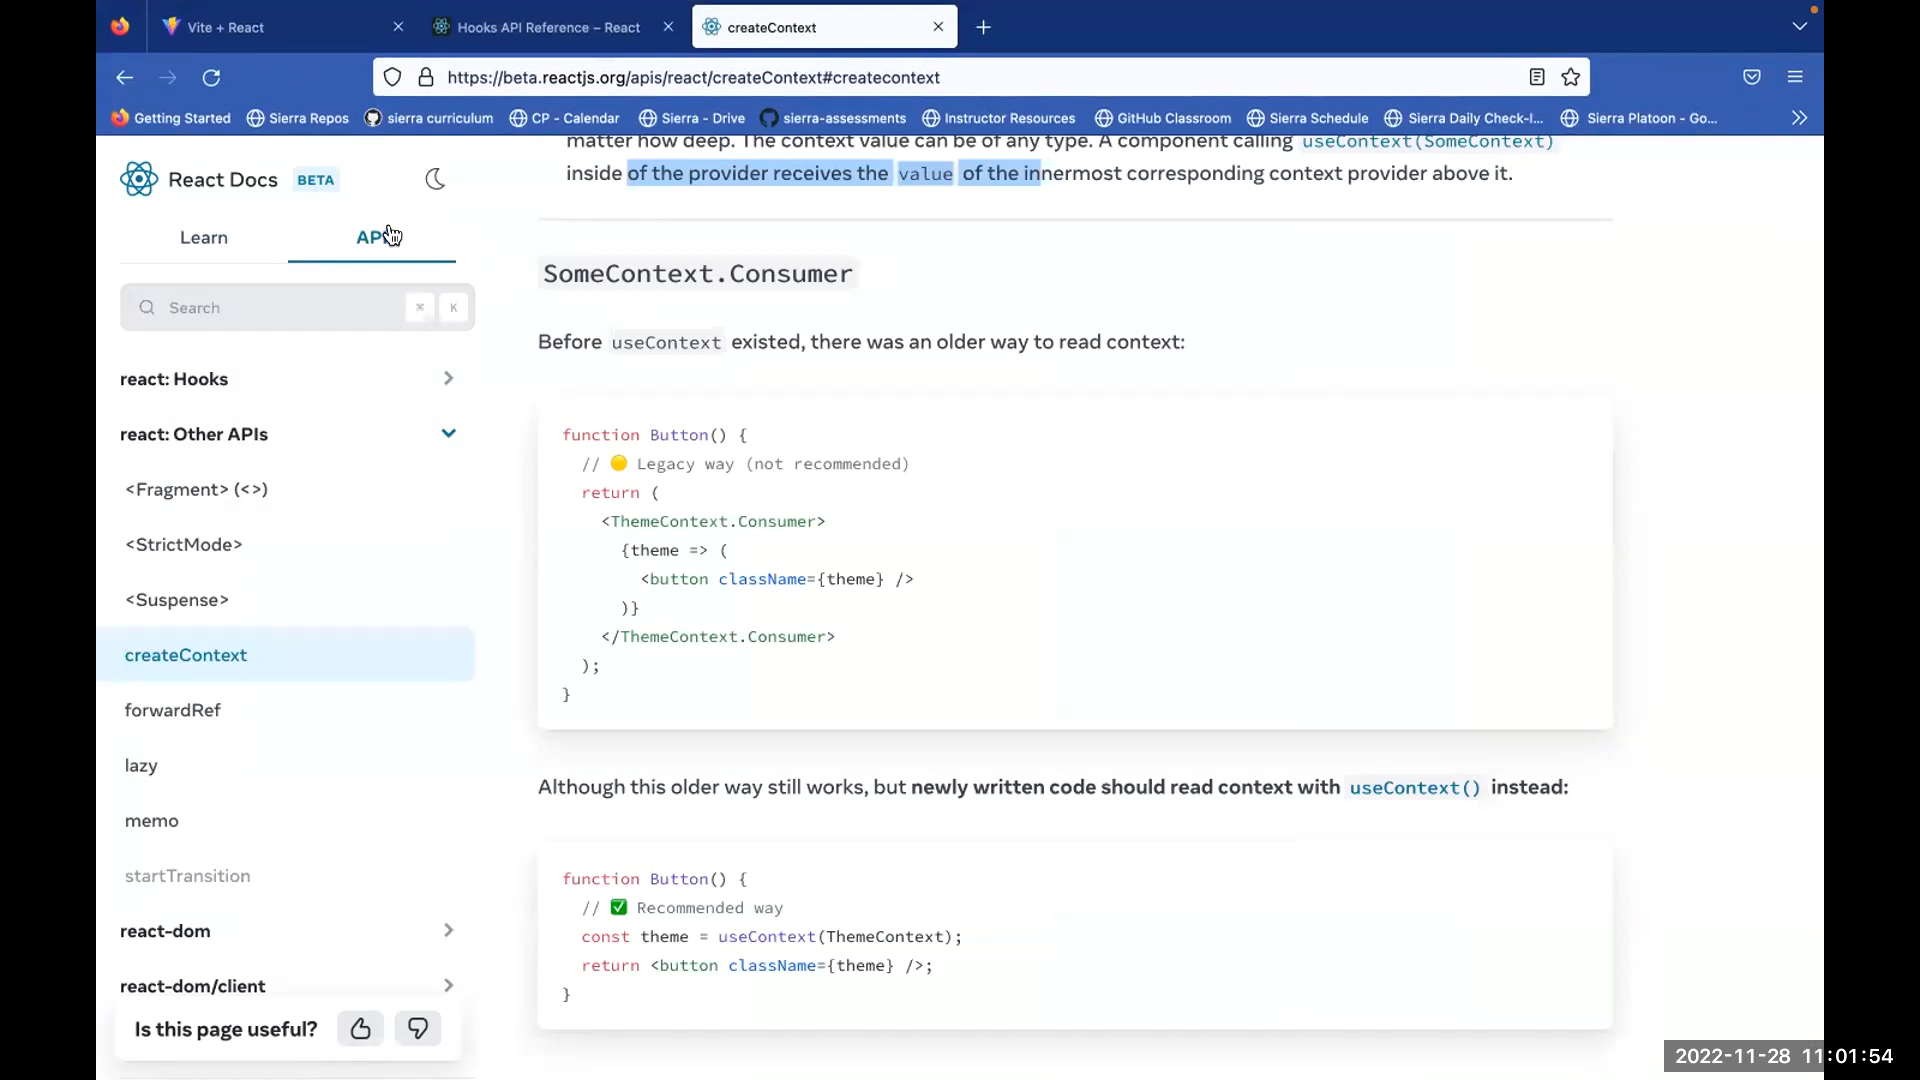 Vite + React
Hooks API Reference – React
createContext
https://beta.reactjs.org/apis/react/createContext#createcontext
Getting Started
Sierra Repos
sierra curriculum
CP - Calendar
Sierra - Drive
sierra-assessments
Instructor Resources
GitHub Classroom
Sierra Schedule
Sierra Daily Check-I...
Sierra Platoon - Go...
React Docs BETA
Learn
API
Search
⌘ K
react: Hooks
react: Other APIs
<Fragment> (<>)
<StrictMode>
<Suspense>
createContext
forwardRef
lazy
memo
startTransition
react-dom
react-dom/client
Is this page useful?
matter how deep. The context value can be of any type. A component calling useContext(SomeContext)
inside of the provider receives the value of the innermost corresponding context provider above it.
SomeContext.Consumer
Before useContext existed, there was an older way to read context:
function Button() {
// 🟡 Legacy way (not recommended)
return (
<ThemeContext.Consumer>
{theme => (
<button className={theme} />
)}
</ThemeContext.Consumer>
);
}
Although this older way still works, but newly written code should read context with useContext() instead:
function Button() {
// ✅ Recommended way
const theme = useContext(ThemeContext);
return <button className={theme} />;
}
2022-11-28 11:01:54